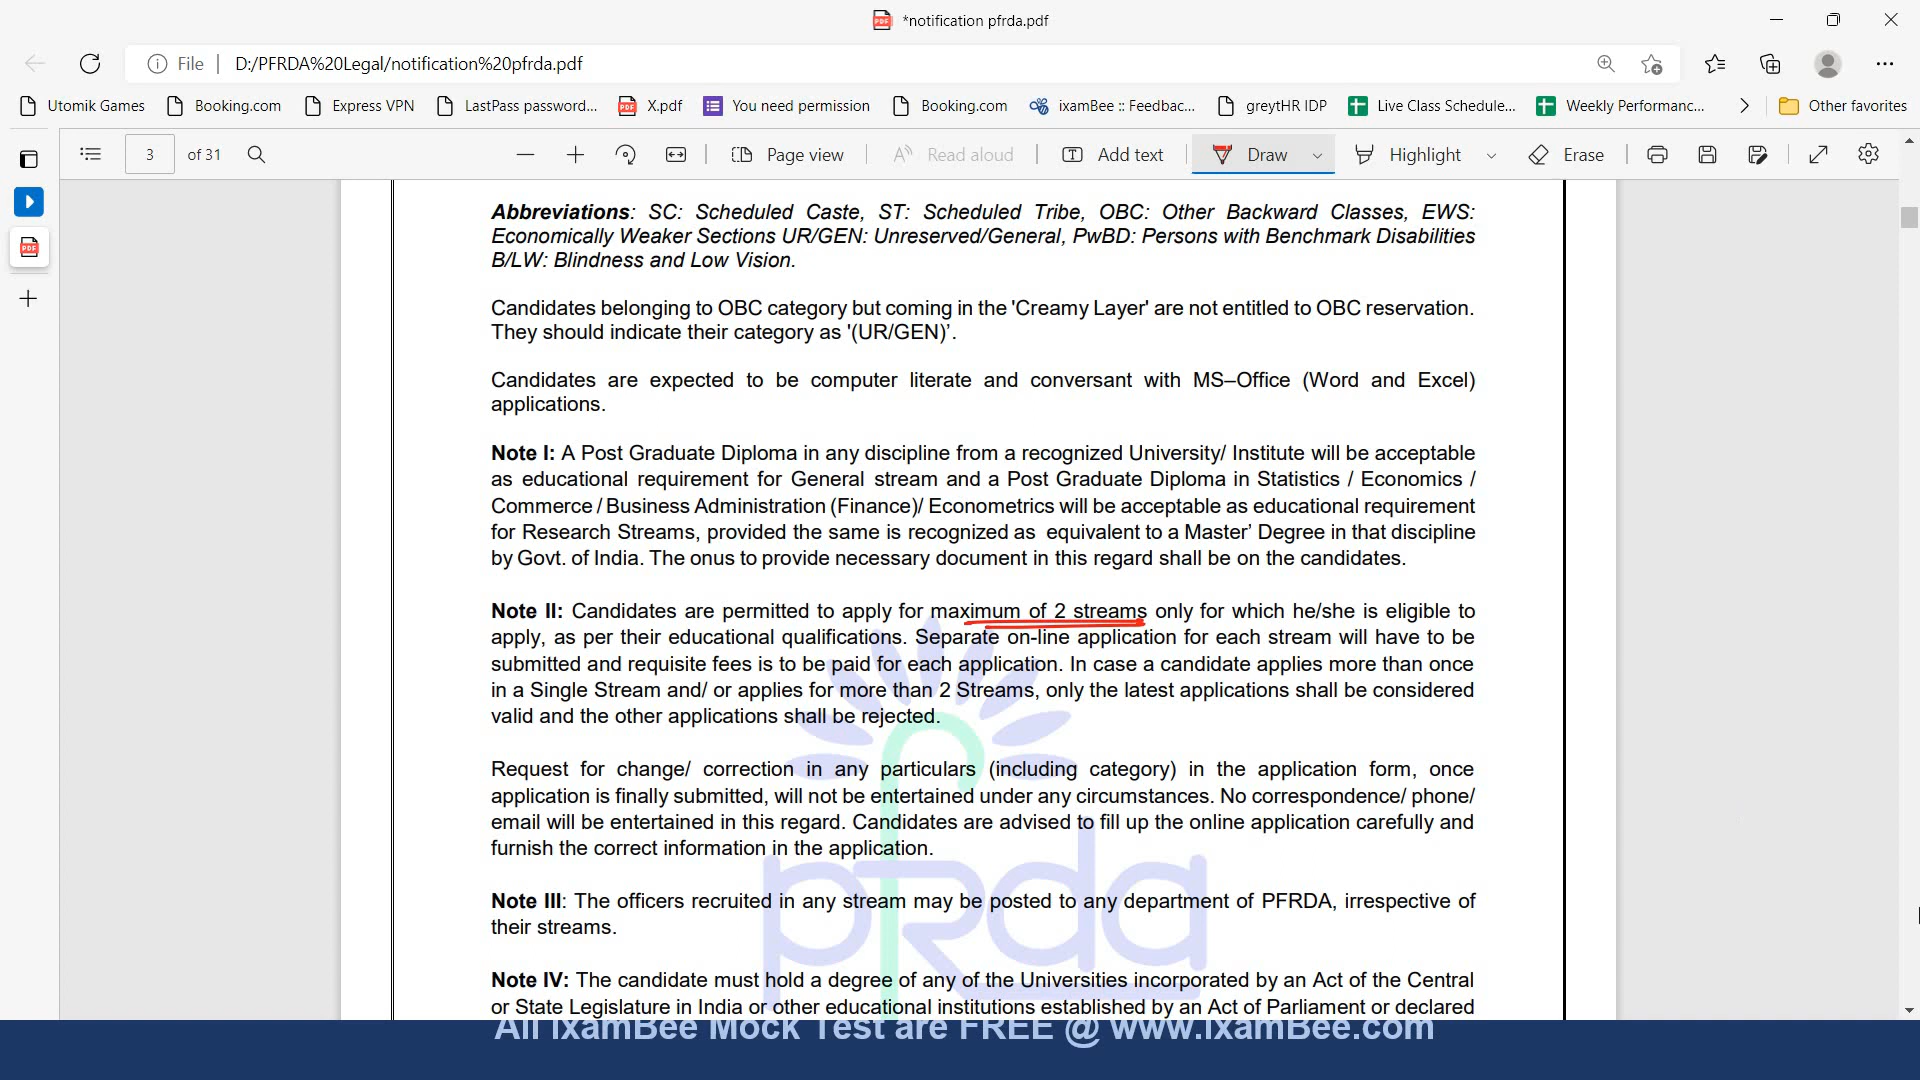 *notification pfrda.pdf
File D:/PFRDA%20Legal/notification%20pfrda.pdf
Utomik Games Booking.com Express VPN LastPass password... X.pdf You need permission Booking.com ixamBee :: Feedbac... greytHR IDP Live Class Schedule... Weekly Performanc... Other favorites
3 of 31 Page view Read aloud Add text Draw Highlight Erase
Abbreviations: SC: Scheduled Caste, ST: Scheduled Tribe, OBC: Other Backward Classes, EWS:
Economically Weaker Sections UR/GEN: Unreserved/General, PwBD: Persons with Benchmark Disabilities
B/LW: Blindness and Low Vision.
Candidates belonging to OBC category but coming in the 'Creamy Layer' are not entitled to OBC reservation.
They should indicate their category as '(UR/GEN)’.
Candidates are expected to be computer literate and conversant with MS–Office (Word and Excel)
applications.
Note I: A Post Graduate Diploma in any discipline from a recognized University/ Institute will be acceptable
as educational requirement for General stream and a Post Graduate Diploma in Statistics / Economics /
Commerce / Business Administration (Finance)/ Econometrics will be acceptable as educational requirement
for Research Streams, provided the same is recognized as equivalent to a Master’ Degree in that discipline
by Govt. of India. The onus to provide necessary document in this regard shall be on the candidates.
Note II: Candidates are permitted to apply for maximum of 2 streams only for which he/she is eligible to
apply, as per their educational qualifications. Separate on-line application for each stream will have to be
submitted and requisite fees is to be paid for each application. In case a candidate applies more than once
in a Single Stream and/ or applies for more than 2 Streams, only the latest applications shall be considered
valid and the other applications shall be rejected.
Request for change/ correction in any particulars (including category) in the application form, once
application is finally submitted, will not be entertained under any circumstances. No correspondence/ phone/
email will be entertained in this regard. Candidates are advised to fill up the online application carefully and
furnish the correct information in the application.
Note III: The officers recruited in any stream may be posted to any department of PFRDA, irrespective of
their streams.
Note IV: The candidate must hold a degree of any of the Universities incorporated by an Act of the Central
or State Legislature in India or other educational institutions established by an Act of Parliament or declared
pfrda
All ixamBee Mock Test are FREE @ www.ixamBee.com